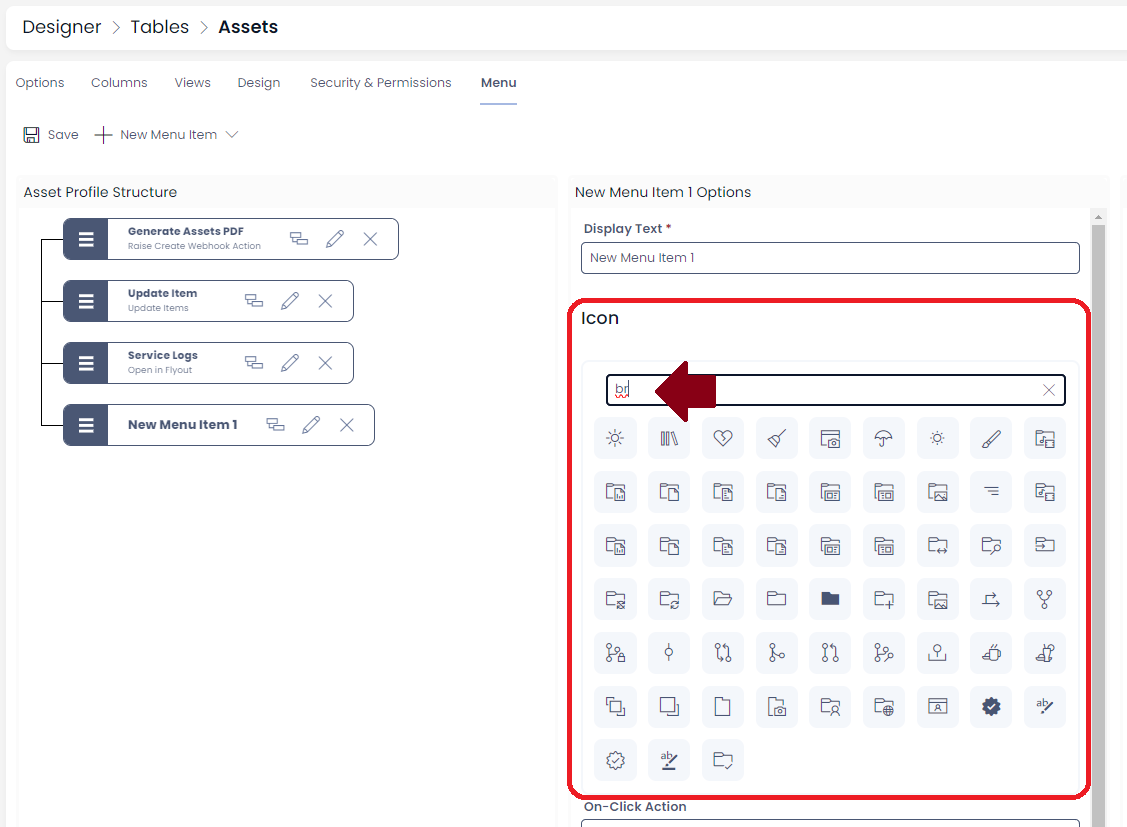 Designer > Tables > Assets
Options Columns Views Design Security & Permissions Menu
Save New Menu Item
Asset Profile Structure
Generate Assets PDF
Raise Create Webhook Action
Update Item
Update Items
Service Logs
Open in Flyout
New Menu Item 1
New Menu Item 1 Options
Display Text *
New Menu Item 1
Icon
br
On-Click Action